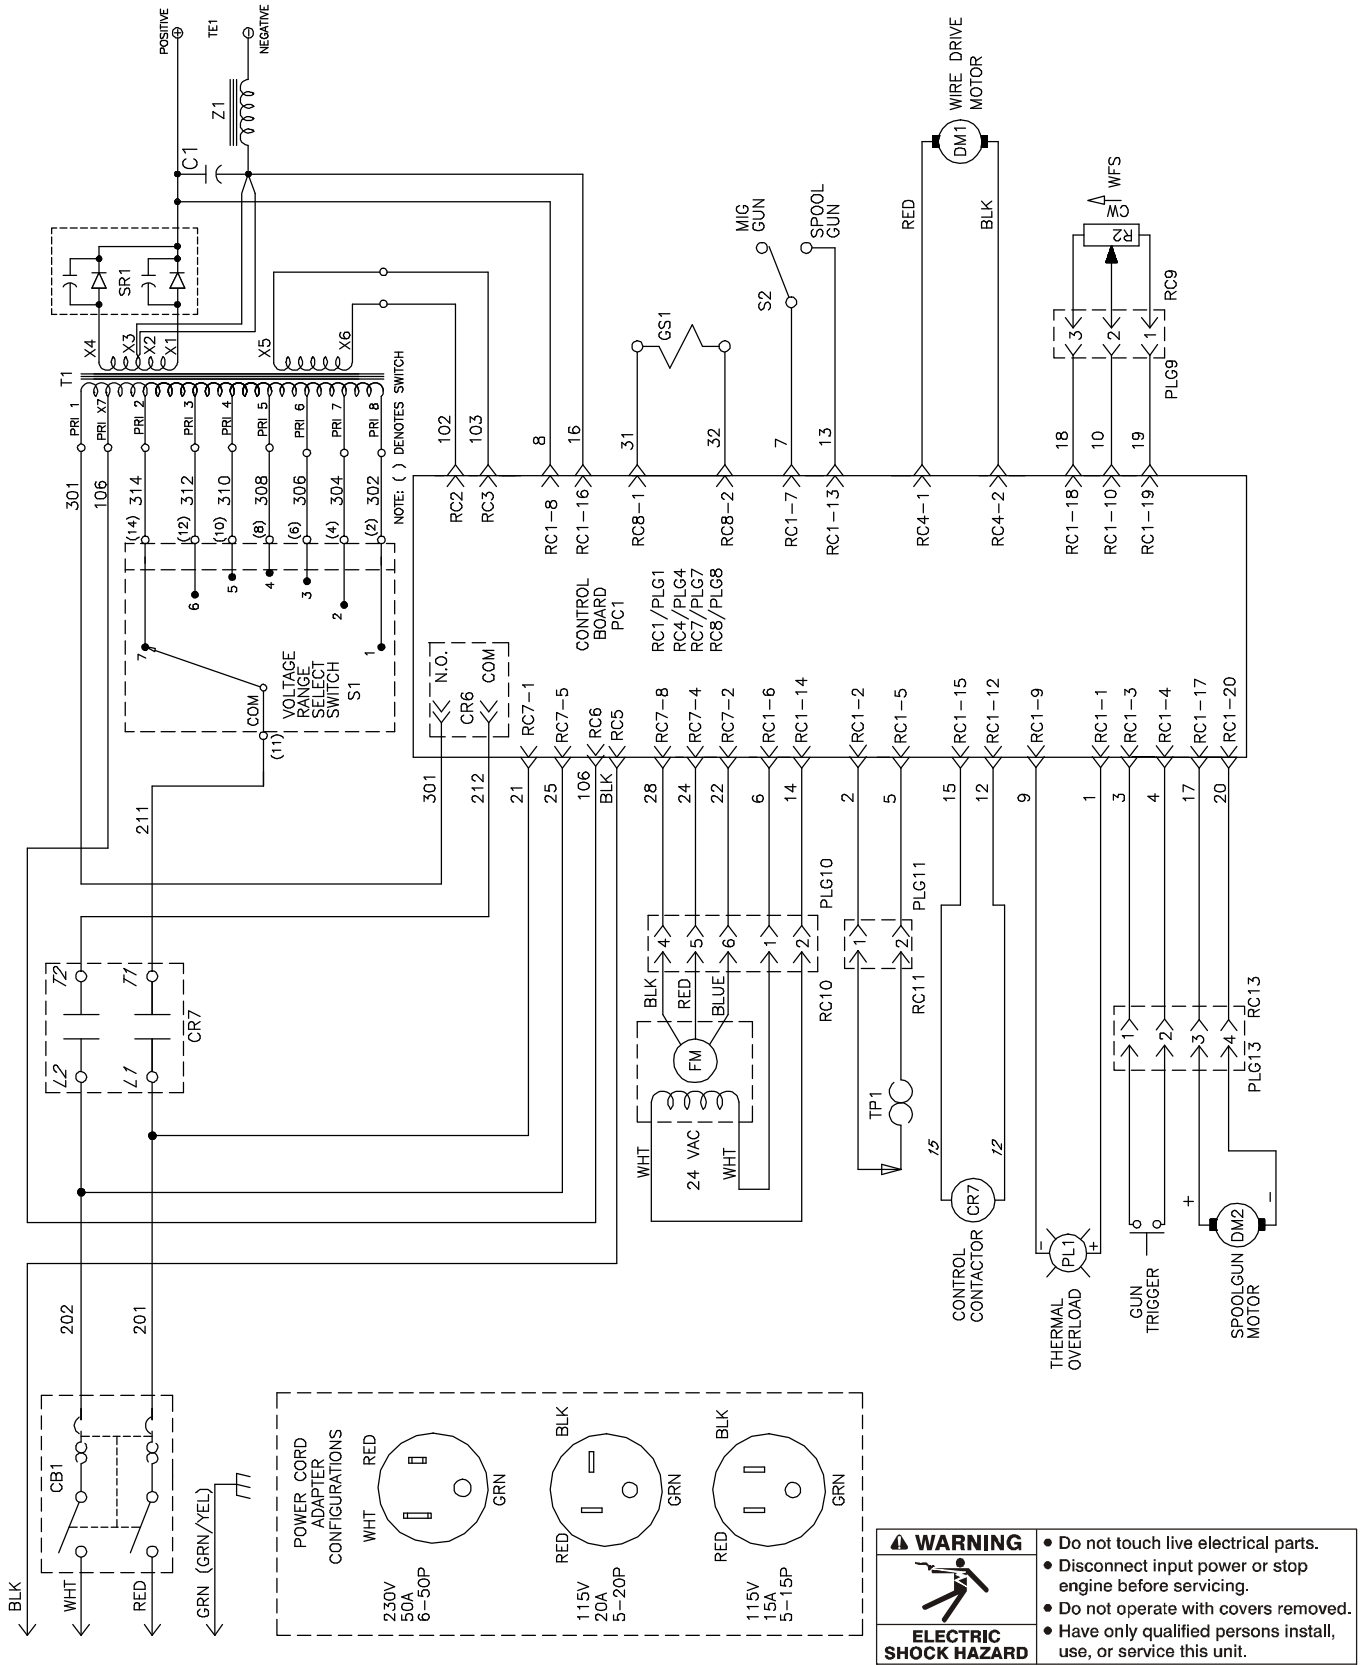 POSITIVE
TE1
NEGATIVE
Z1
C1
SR1
X4
X3
X2
X1
X5
X6
T1
PRI 1
PRI X7
PRI 2
PRI 3
PRI 4
PRI 5
PRI 6
PRI 7
PRI 8
NOTE: ( ) DENOTES SWITCH
301
106
314
312
310
308
306
304
302
(14)
(12)
(10)
(8)
(6)
(4)
(2)
7
6
5
4
3
2
1
COM
(11)
VOLTAGE
RANGE
SELECT
SWITCH
S1
211
102
103
8
16
31
32
7
13
18
10
19
GS1
MIG
GUN
S2
SPOOL
GUN
RED
BLK
DM1
WIRE DRIVE
MOTOR
WFS
CW
R2
3
2
1
RC9
PLG9
RC2
RC3
RC1-8
RC1-16
RC8-1
RC8-2
RC1-7
RC1-13
RC4-1
RC4-2
RC1-18
RC1-10
RC1-19
CONTROL
BOARD
PC1
RC1/PLG1
RC4/PLG4
RC7/PLG7
RC8/PLG8
N.O.
CR6
COM
RC7-1
RC7-5
RC6
RC5
RC7-8
RC7-4
RC7-2
RC1-6
RC1-14
RC1-2
RC1-5
RC1-15
RC1-12
RC1-9
RC1-1
RC1-3
RC1-4
RC1-17
RC1-20
301
212
21
25
106
BLK
28
24
22
6
14
2
5
15
12
9
1
3
4
17
20
T2
T1
L2
L1
CR7
4
5
6
1
2
PLG10
RC10
BLK
RED
BLUE
FM
WHT
24 VAC
WHT
1
2
PLG11
RC11
TP1
15
12
CR7
CONTROL
CONTACTOR
-
PL1
+
THERMAL
OVERLOAD
1
2
3
4
RC13
PLG13
GUN
TRIGGER
+
DM2
-
SPOOLGUN
MOTOR
202
201
CB1
BLK
WHT
RED
GRN (GRN/YEL)
POWER CORD
ADAPTER
CONFIGURATIONS
WHT
RED
GRN
230V
50A
6-50P
RED
BLK
GRN
115V
20A
5-20P
RED
BLK
GRN
115V
15A
5-15P
WARNING
ELECTRIC
SHOCK HAZARD
• Do not touch live electrical parts.
• Disconnect input power or stop
engine before servicing.
• Do not operate with covers removed.
• Have only qualified persons install,
use, or service this unit.